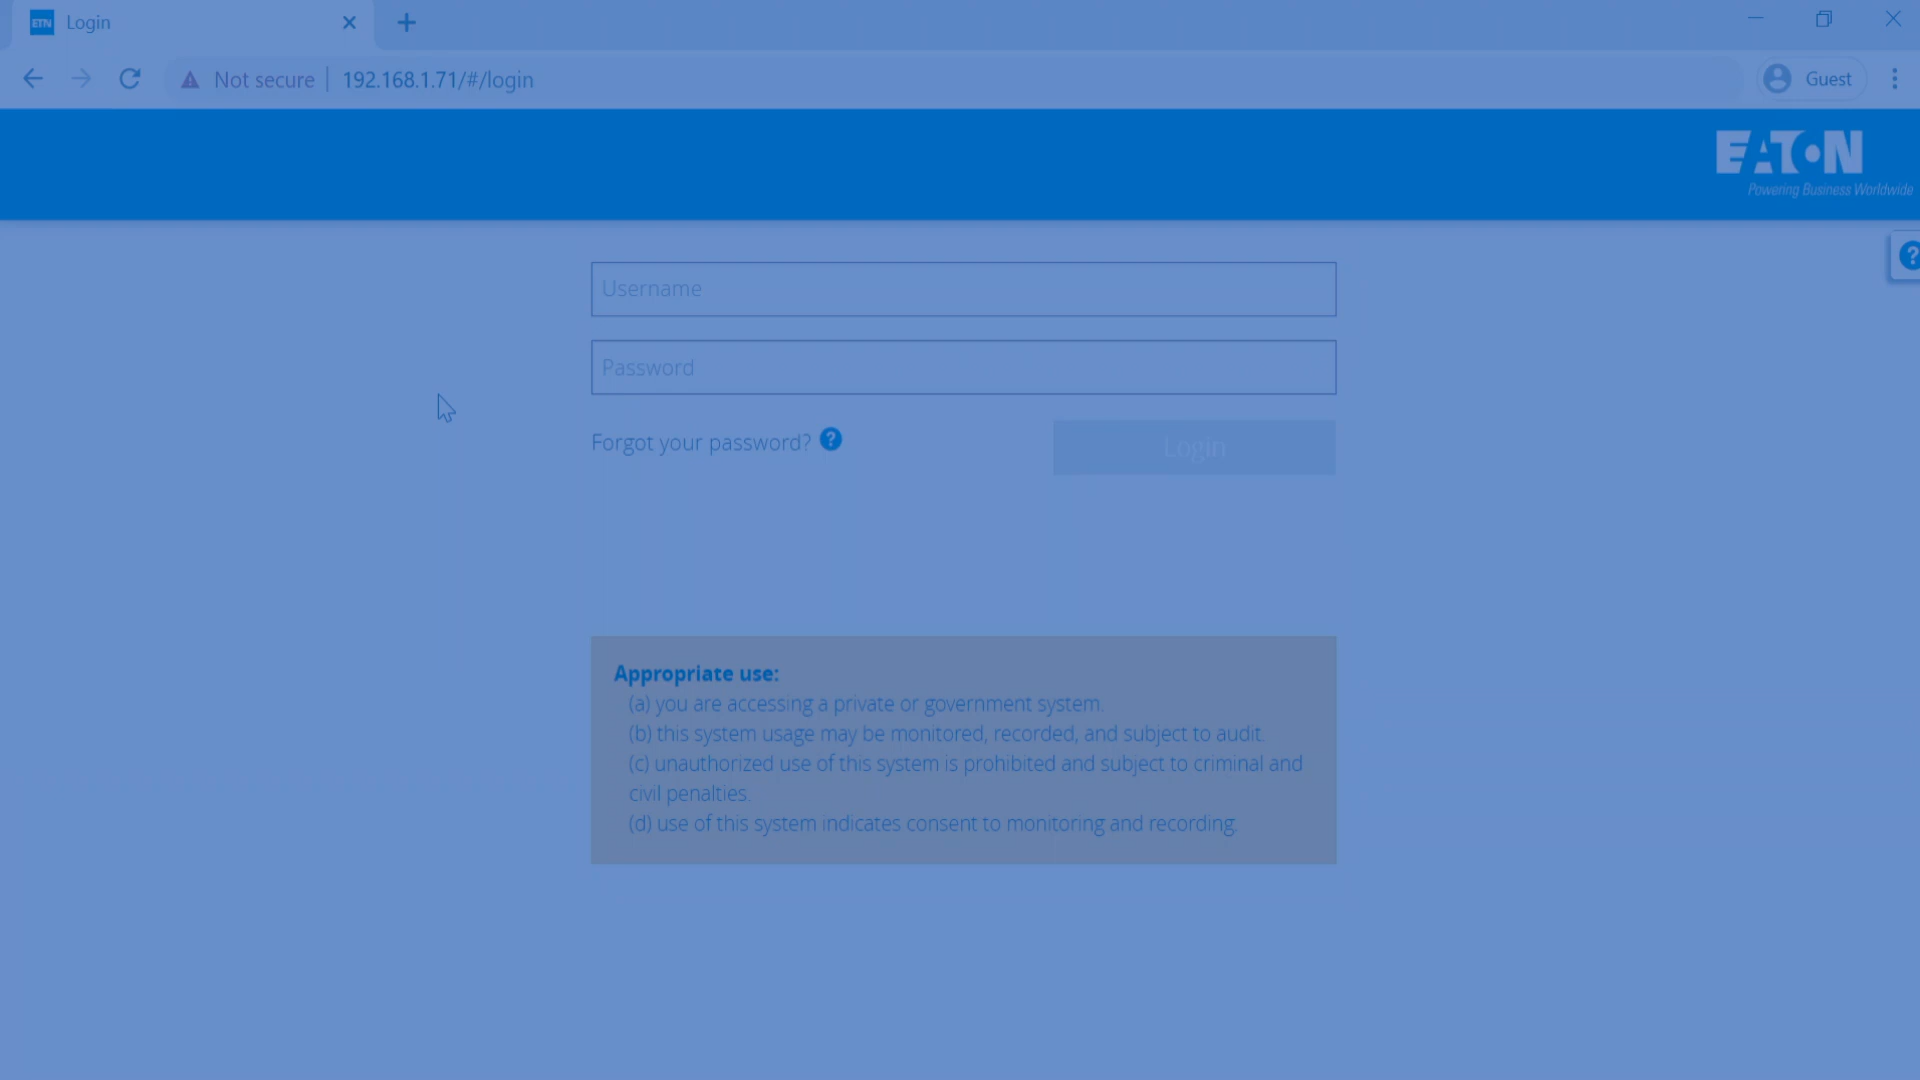 ETN Login
Not secure 192.168.1.71/#/login Guest
EATON
Powering Business Worldwide
?
Username
Password
Forgot your password? ?
Login
Appropriate use:
(a) you are accessing a private or government system.
(b) this system usage may be monitored, recorded, and subject to audit.
(c) unauthorized use of this system is prohibited and subject to criminal and
civil penalties.
(d) use of this system indicates consent to monitoring and recording.